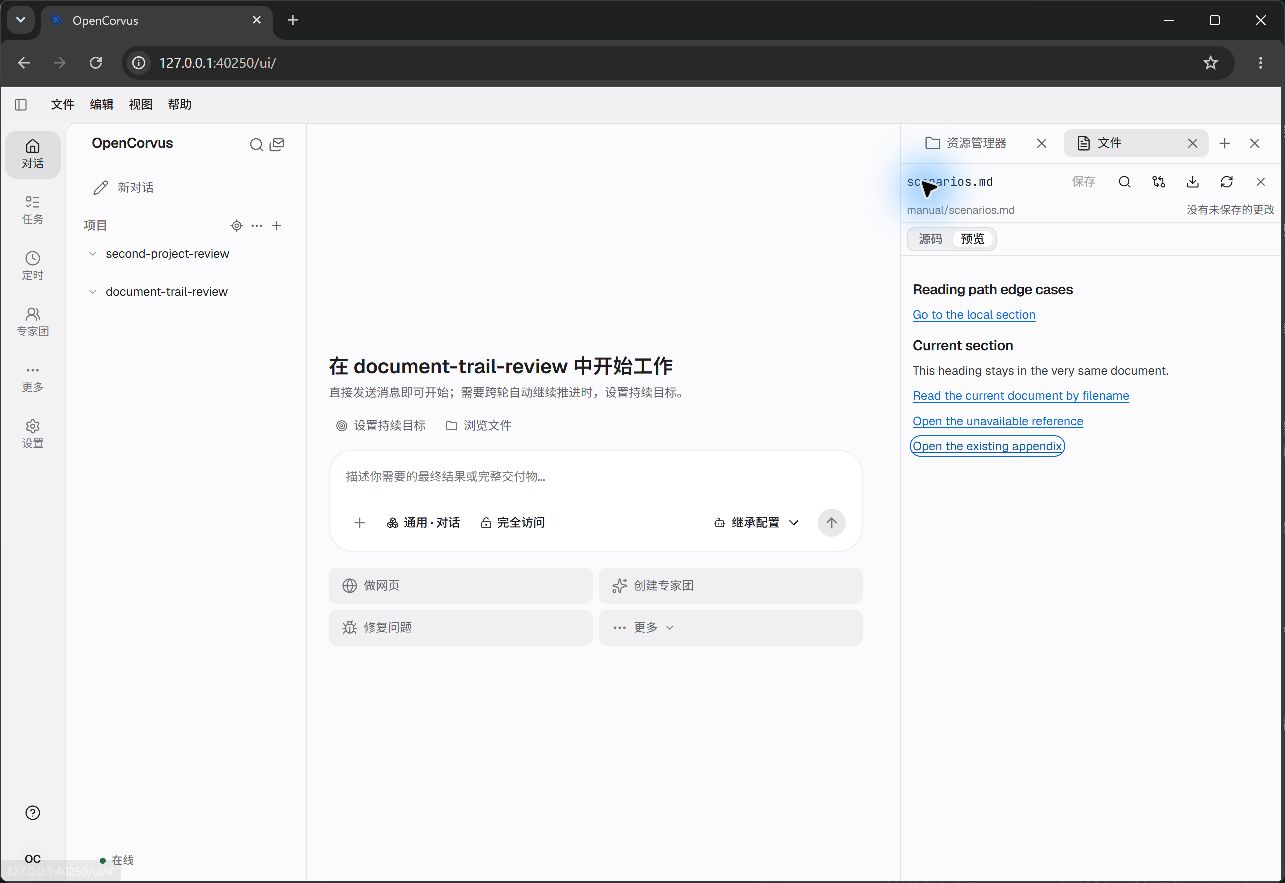 OpenCorvus
127.0.0.1:40250/ui/
文件 编辑 视图 帮助
对话
任务
定时
专家团
更多
设置
OC
OpenCorvus
新对话
项目
second-project-review
document-trail-review
在线
127.0.0.1:40250/ui/#
在 document-trail-review 中开始工作
直接发送消息即可开始；需要跨轮自动继续推进时，设置持续目标。
设置持续目标 浏览文件
描述你需要的最终结果或完整交付物...
通用 · 对话 完全访问 继承配置
做网页 创建专家团
修复问题 更多
资源管理器 文件
scenarios.md 保存
manual/scenarios.md 没有未保存的更改
源码 预览
Reading path edge cases
Go to the local section
Current section
This heading stays in the very same document.
Read the current document by filename
Open the unavailable reference
Open the existing appendix